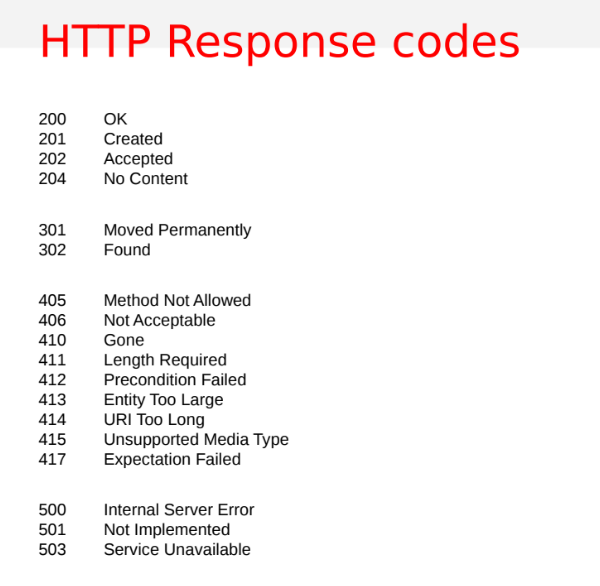 HTTP Response codes
200 OK
201 Created
202 Accepted
204 No Content
301 Moved Permanently
302 Found
405 Method Not Allowed
406 Not Acceptable
410 Gone
411 Length Required
412 Precondition Failed
413 Entity Too Large
414 URI Too Long
415 Unsupported Media Type
417 Expectation Failed
500 Internal Server Error
501 Not Implemented
503 Service Unavailable